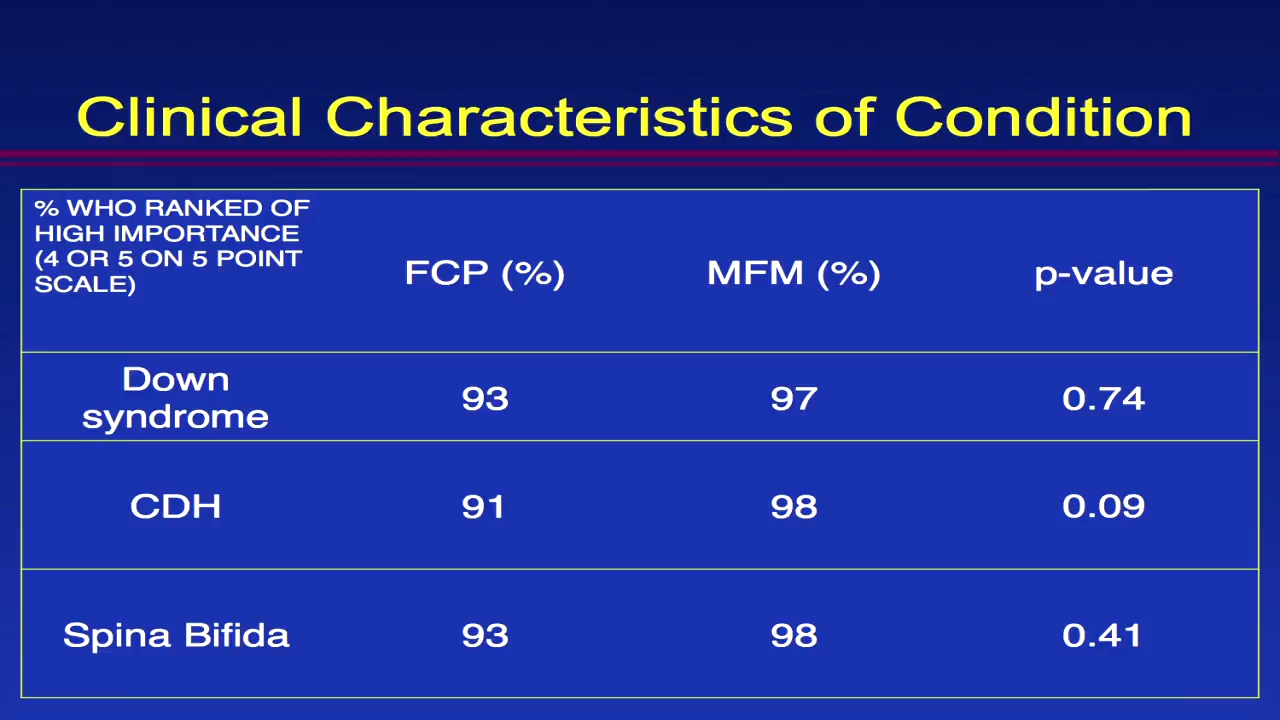 Clinical Characteristics of Condition
% WHO RANKED OF
HIGH IMPORTANCE
(4 OR 5 ON 5 POINT
SCALE)
FCP (%)
MFM (%)
p-value
Down
syndrome
93
97
0.74
CDH
91
98
0.09
Spina Bifida
93
98
0.41